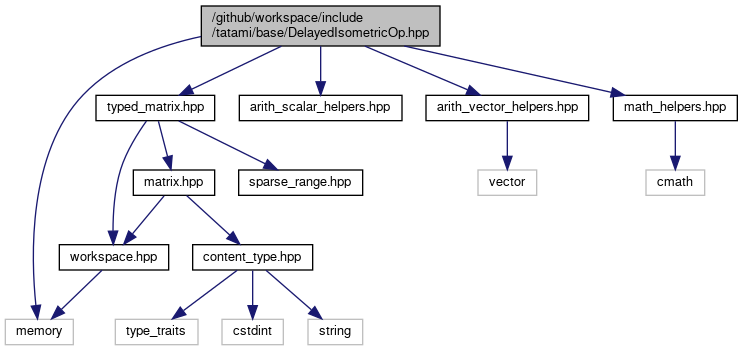 /github/workspace/include
/tatami/base/DelayedIsometricOp.hpp
typed_matrix.hpp
arith_scalar_helpers.hpp
arith_vector_helpers.hpp
math_helpers.hpp
matrix.hpp
sparse_range.hpp
vector
cmath
workspace.hpp
content_type.hpp
memory
type_traits
cstdint
string